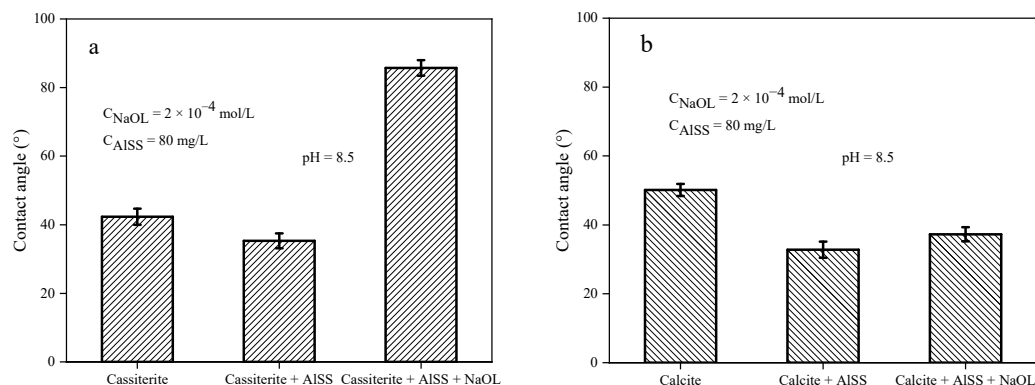 a
C_NaOL = 2 × 10⁻⁴ mol/L
C_AlSS = 80 mg/L
pH = 8.5
Contact angle (°)
100
80
60
40
20
0
Cassiterite
Cassiterite + AlSS
Cassiterite + AlSS + NaOL
b
C_NaOL = 2 × 10⁻⁴ mol/L
C_AlSS = 80 mg/L
pH = 8.5
Contact angle (°)
100
80
60
40
20
0
Calcite
Calcite + AlSS
Calcite + AlSS + NaOL